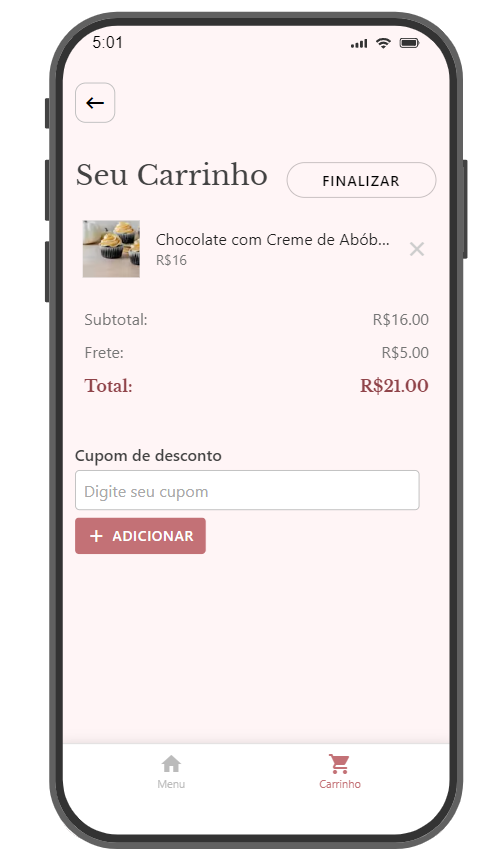 5:01
Seu Carrinho
FINALIZAR
Chocolate com Creme de Abób...
R$16
Subtotal: R$16.00
Frete: R$5.00
Total: R$21.00
Cupom de desconto
Digite seu cupom
+ ADICIONAR
Menu
Carrinho